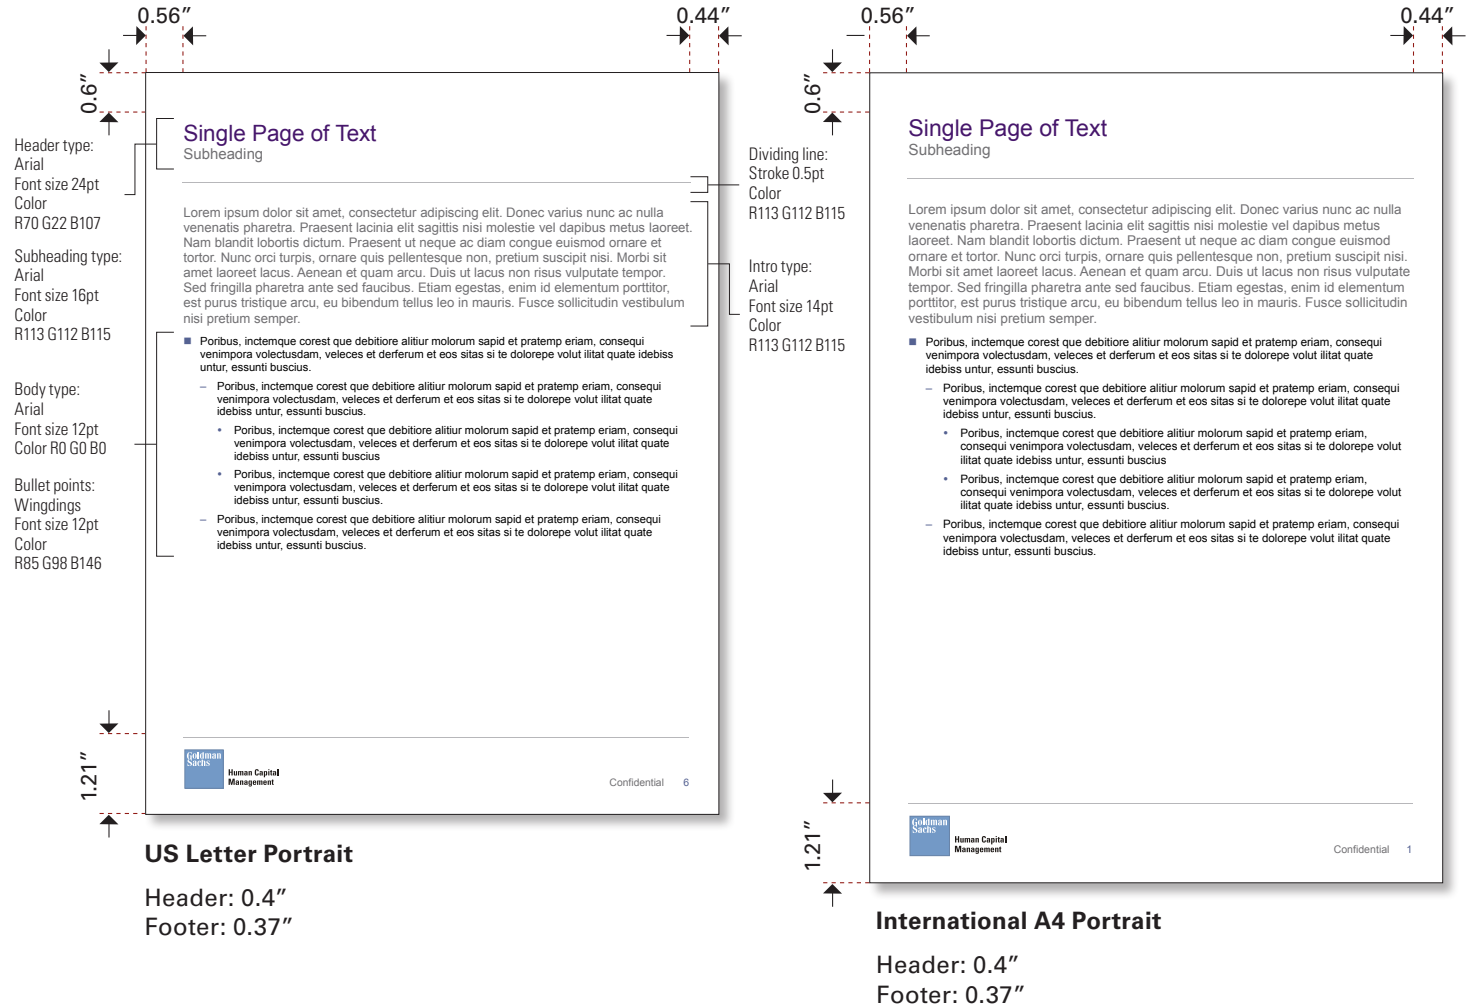 0.56″
0.44″
0.6″
Header type:
Arial
Font size 24pt
Color
R70 G22 B107
Subheading type:
Arial
Font size 16pt
Color
R113 G112 B115
Body type:
Arial
Font size 12pt
Color R0 G0 B0
Bullet points:
Wingdings
Font size 12pt
Color
R85 G98 B146
Single Page of Text
Subheading
Lorem ipsum dolor sit amet, consectetur adipiscing elit. Donec varius nunc ac nulla
venenatis pharetra. Praesent lacinia elit sagittis nisi molestie vel dapibus metus laoreet.
Nam blandit lobortis dictum. Praesent ut neque ac diam congue euismod ornare et
tortor. Nunc orci turpis, ornare quis pellentesque non, pretium suscipit nisi. Morbi sit
amet laoreet lacus. Aenean et quam arcu. Duis ut lacus non risus vulputate tempor.
Sed fringilla pharetra ante sed faucibus. Etiam egestas, enim id elementum porttitor,
est purus tristique arcu, eu bibendum tellus leo in mauris. Fusce sollicitudin vestibulum
nisi pretium semper.
■ Poribus, inctemque corest que debitiore alitiur molorum sapid et pratemp eriam, consequi
venimpora volectusdam, veleces et derferum et eos sitas si te dolorepe volut ilitat quate idebiss
untur, essunti buscius.
– Poribus, inctemque corest que debitiore alitiur molorum sapid et pratemp eriam, consequi
venimpora volectusdam, veleces et derferum et eos sitas si te dolorepe volut ilitat quate
idebiss untur, essunti buscius.
• Poribus, inctemque corest que debitiore alitiur molorum sapid et pratemp eriam, consequi
venimpora volectusdam, veleces et derferum et eos sitas si te dolorepe volut ilitat quate
idebiss untur, essunti buscius
• Poribus, inctemque corest que debitiore alitiur molorum sapid et pratemp eriam, consequi
venimpora volectusdam, veleces et derferum et eos sitas si te dolorepe volut ilitat quate
idebiss untur, essunti buscius.
– Poribus, inctemque corest que debitiore alitiur molorum sapid et pratemp eriam, consequi
venimpora volectusdam, veleces et derferum et eos sitas si te dolorepe volut ilitat quate
idebiss untur, essunti buscius.
1.21″
Goldman
Sachs
Human Capital
Management
Confidential 6
US Letter Portrait
Header: 0.4″
Footer: 0.37″
Dividing line:
Stroke 0.5pt
Color
R113 G112 B115
Intro type:
Arial
Font size 14pt
Color
R113 G112 B115
0.56″
0.44″
0.6″
Single Page of Text
Subheading
Lorem ipsum dolor sit amet, consectetur adipiscing elit. Donec varius nunc ac nulla
venenatis pharetra. Praesent lacinia elit sagittis nisi molestie vel dapibus metus
laoreet. Nam blandit lobortis dictum. Praesent ut neque ac diam congue euismod
ornare et tortor. Nunc orci turpis, ornare quis pellentesque non, pretium suscipit nisi.
Morbi sit amet laoreet lacus. Aenean et quam arcu. Duis ut lacus non risus vulputate
tempor. Sed fringilla pharetra ante sed faucibus. Etiam egestas, enim id elementum
porttitor, est purus tristique arcu, eu bibendum tellus leo in mauris. Fusce sollicitudin
vestibulum nisi pretium semper.
■ Poribus, inctemque corest que debitiore alitiur molorum sapid et pratemp eriam, consequi
venimpora volectusdam, veleces et derferum et eos sitas si te dolorepe volut ilitat quate
idebiss untur, essunti buscius.
– Poribus, inctemque corest que debitiore alitiur molorum sapid et pratemp eriam, consequi
venimpora volectusdam, veleces et derferum et eos sitas si te dolorepe volut ilitat quate
idebiss untur, essunti buscius.
• Poribus, inctemque corest que debitiore alitiur molorum sapid et pratemp eriam,
consequi venimpora volectusdam, veleces et derferum et eos sitas si te dolorepe volut
ilitat quate idebiss untur, essunti buscius
• Poribus, inctemque corest que debitiore alitiur molorum sapid et pratemp eriam,
consequi venimpora volectusdam, veleces et derferum et eos sitas si te dolorepe volut
ilitat quate idebiss untur, essunti buscius.
– Poribus, inctemque corest que debitiore alitiur molorum sapid et pratemp eriam, consequi
venimpora volectusdam, veleces et derferum et eos sitas si te dolorepe volut ilitat quate
idebiss untur, essunti buscius.
1.21″
Goldman
Sachs
Human Capital
Management
Confidential 1
International A4 Portrait
Header: 0.4″
Footer: 0.37″